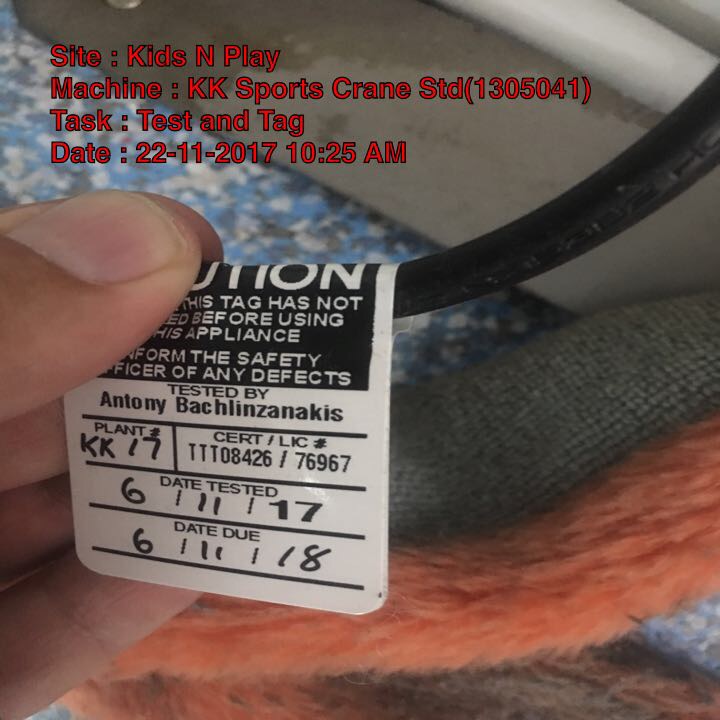 Site : Kids N Play
Machine : KK Sports Crane Std(1305041)
Task : Test and Tag
Date : 22-11-2017 10:25 AM
UTION
THIS TAG HAS NOT
ED BEFORE USING
HIS APPLIANCE
NFORM THE SAFETY
FFICER OF ANY DEFECTS
TESTED BY
Antony Bachlinzanakis
PLANT # CERT / LIC #
KK 17 TTT08426 / 76967
DATE TESTED
6 / 11 / 17
DATE DUE
6 / 11 / 18